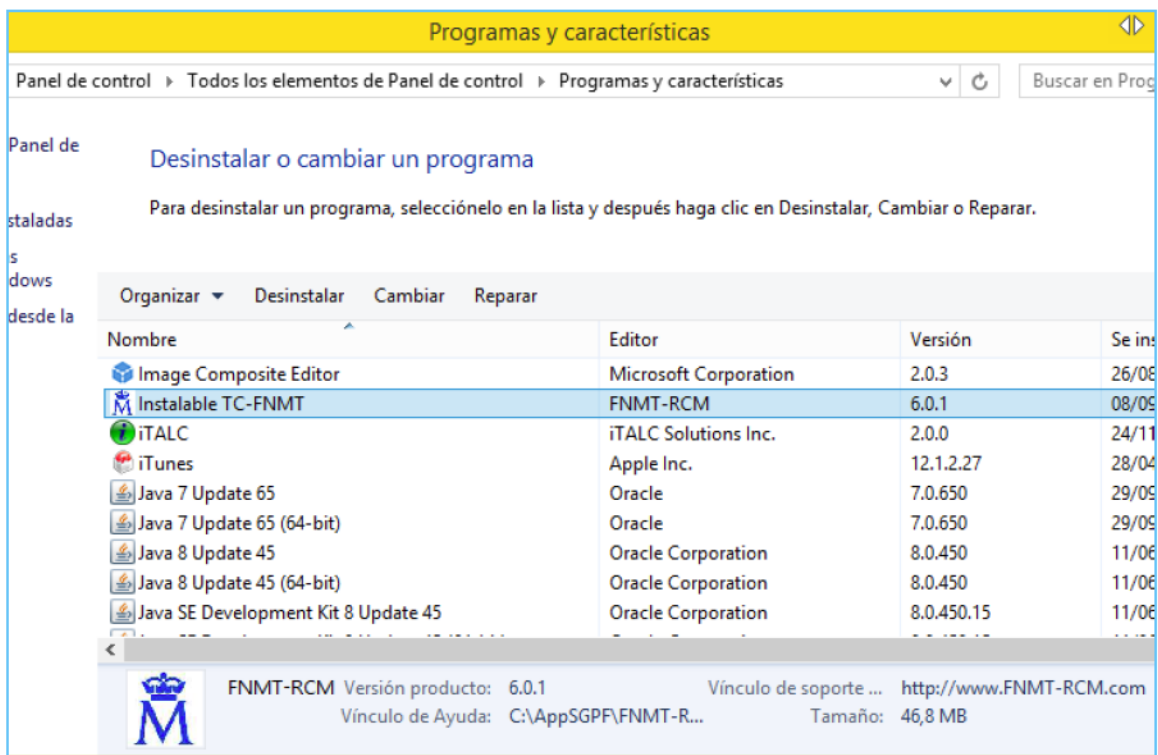 Programas y características
Panel de control Todos los elementos de Panel de control Programas y características Buscar en Prog
Panel de
staladas
s
dows
desde la
Desinstalar o cambiar un programa
Para desinstalar un programa, selecciónelo en la lista y después haga clic en Desinstalar, Cambiar o Reparar.
Organizar Desinstalar Cambiar Reparar
Nombre Editor Versión Se ins
Image Composite Editor Microsoft Corporation 2.0.3 26/08
Instalable TC-FNMT FNMT-RCM 6.0.1 08/09
iTALC iTALC Solutions Inc. 2.0.0 24/11
iTunes Apple Inc. 12.1.2.27 28/04
Java 7 Update 65 Oracle 7.0.650 29/09
Java 7 Update 65 (64-bit) Oracle 7.0.650 29/09
Java 8 Update 45 Oracle Corporation 8.0.450 11/06
Java 8 Update 45 (64-bit) Oracle Corporation 8.0.450 11/06
Java SE Development Kit 8 Update 45 Oracle Corporation 8.0.450.15 11/06
FNMT-RCM Versión producto: 6.0.1 Vínculo de soporte ... http://www.FNMT-RCM.com
Vínculo de Ayuda: C:\AppSGPF\FNMT-R... Tamaño: 46,8 MB
M